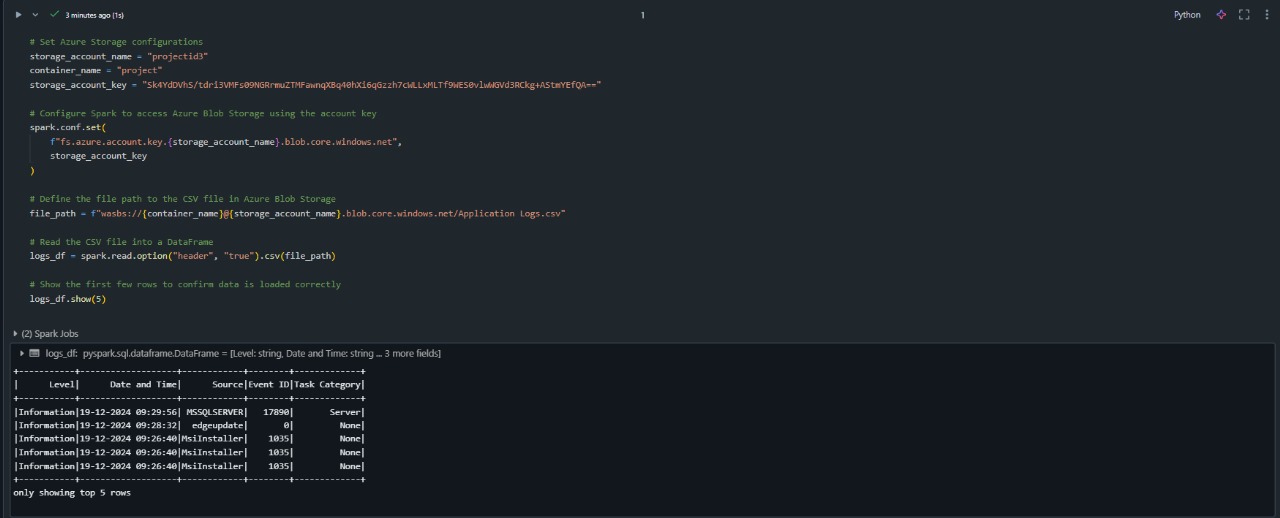 3 minutes ago (1s)
1
Python
# Set Azure Storage configurations
storage_account_name = "projectid3"
container_name = "project"
storage_account_key =
# Configure Spark to access Azure Blob Storage using the account key
spark.conf.set(
f"fs.azure.account.key.{storage_account_name}.blob.core.windows.net",
storage_account_key
)
# Define the file path to the CSV file in Azure Blob Storage
file_path = f"wasbs://{container_name}@{storage_account_name}.blob.core.windows.net/Application Logs.csv"
# Read the CSV file into a DataFrame
logs_df = spark.read.option("header", "true").csv(file_path)
# Show the first few rows to confirm data is loaded correctly
logs_df.show(5)
(2) Spark Jobs
logs_df: pyspark.sql.dataframe.DataFrame = [Level: string, Date and Time: string ... 3 more fields]
+-----------+-------------------+------------+--------+-------------+
|      Level|      Date and Time|      Source|Event ID|Task Category|
+-----------+-------------------+------------+--------+-------------+
|Information|19-12-2024 09:29:56| MSSQLSERVER|   17890|       Server|
|Information|19-12-2024 09:28:32|  edgeupdate|       0|         None|
|Information|19-12-2024 09:26:40|MsiInstaller|    1035|         None|
|Information|19-12-2024 09:26:40|MsiInstaller|    1035|         None|
|Information|19-12-2024 09:26:40|MsiInstaller|    1035|         None|
+-----------+-------------------+------------+--------+-------------+
only showing top 5 rows